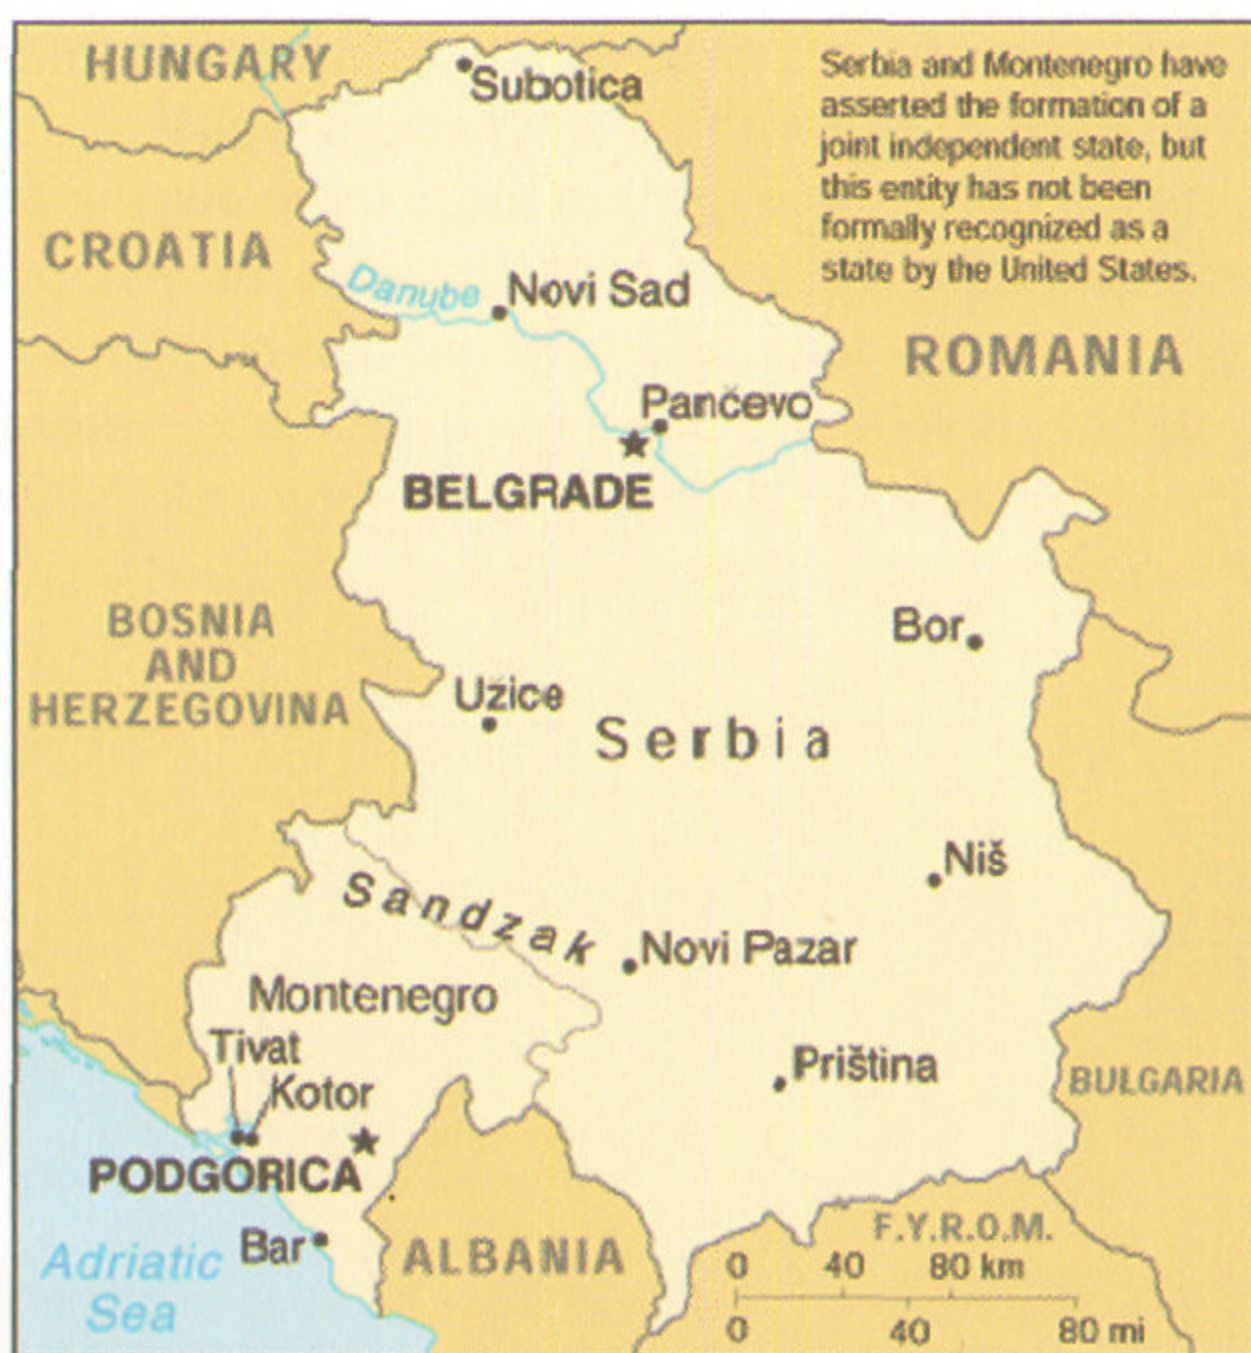 HUNGARY
Subotica
Serbia and Montenegro have
asserted the formation of a
joint independent state, but
this entity has not been
formally recognized as a
state by the United States.
CROATIA
Danube
Novi Sad
ROMANIA
Pančevo
BELGRADE
BOSNIA
AND
HERZEGOVINA
Bor
Užice
Serbia
Niš
Sandzak
Novi Pazar
Montenegro
Tivat
Priština
Kotor
BULGARIA
PODGORICA
F.Y.R.O.M.
Adriatic
Sea
Bar
ALBANIA
0 40 80 km
0 40 80 mi